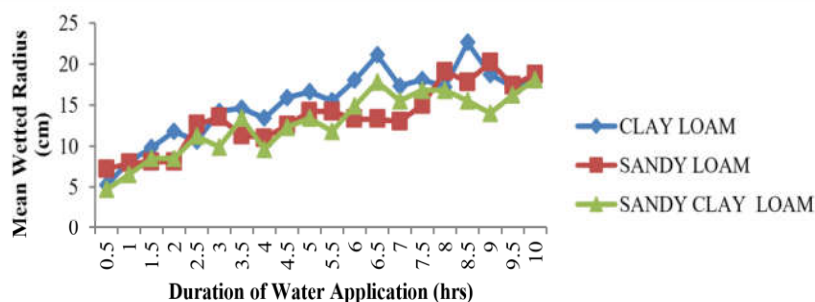 25
20
15
10
5
0
Mean Wetted Radius
(cm)
0.5 1 1.5 2 2.5 3 3.5 4 4.5 5 5.5 6 6.5 7 7.5 8 8.5 9 9.5 10
Duration of Water Application (hrs)
CLAY LOAM
SANDY LOAM
SANDY CLAY LOAM